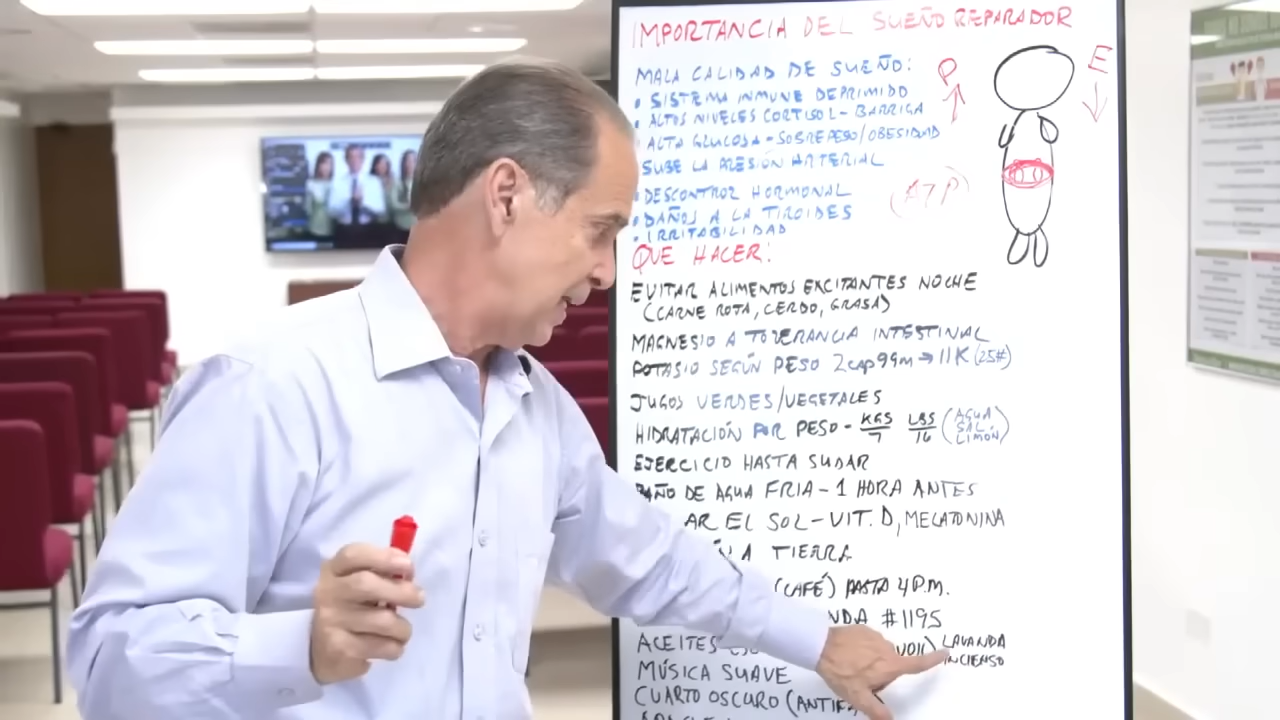 IMPORTANCIA DEL SUEÑO REPARADOR
MALA CALIDAD DE SUEÑO:
• SISTEMA INMUNE DEPRIMIDO
• ALTOS NIVELES CORTISOL - BARRIGA
• ALTA GLUCOSA - SOBREPESO/OBESIDAD
SUBE LA PRESIÓN ARTERIAL
• DESCONTROL HORMONAL
• DAÑOS A LA TIROIDES
• IRRITABILIDAD
P
E
(ATP)
QUE HACER:
EVITAR ALIMENTOS EXCITANTES NOCHE
(CARNE ROJA, CERDO, GRASA)
MAGNESIO A TOLERANCIA INTESTINAL
POTASIO SEGÚN PESO 2cap99m → 11K (25#)
JUGOS VERDES/VEGETALES
HIDRATACIÓN POR PESO - KGS/7 LBS/16 (AGUA SAL LIMÓN)
EJERCICIO HASTA SUDAR
BAÑO DE AGUA FRIA - 1 HORA ANTES
AR EL SOL - VIT. D, MELATONINA
A TIERRA
(CAFÉ) HASTA 4 P.M.
NDA #1195
ACEITES LAVANDA
INCIENSO
MÚSICA SUAVE
CUARTO OSCURO (ANTIF